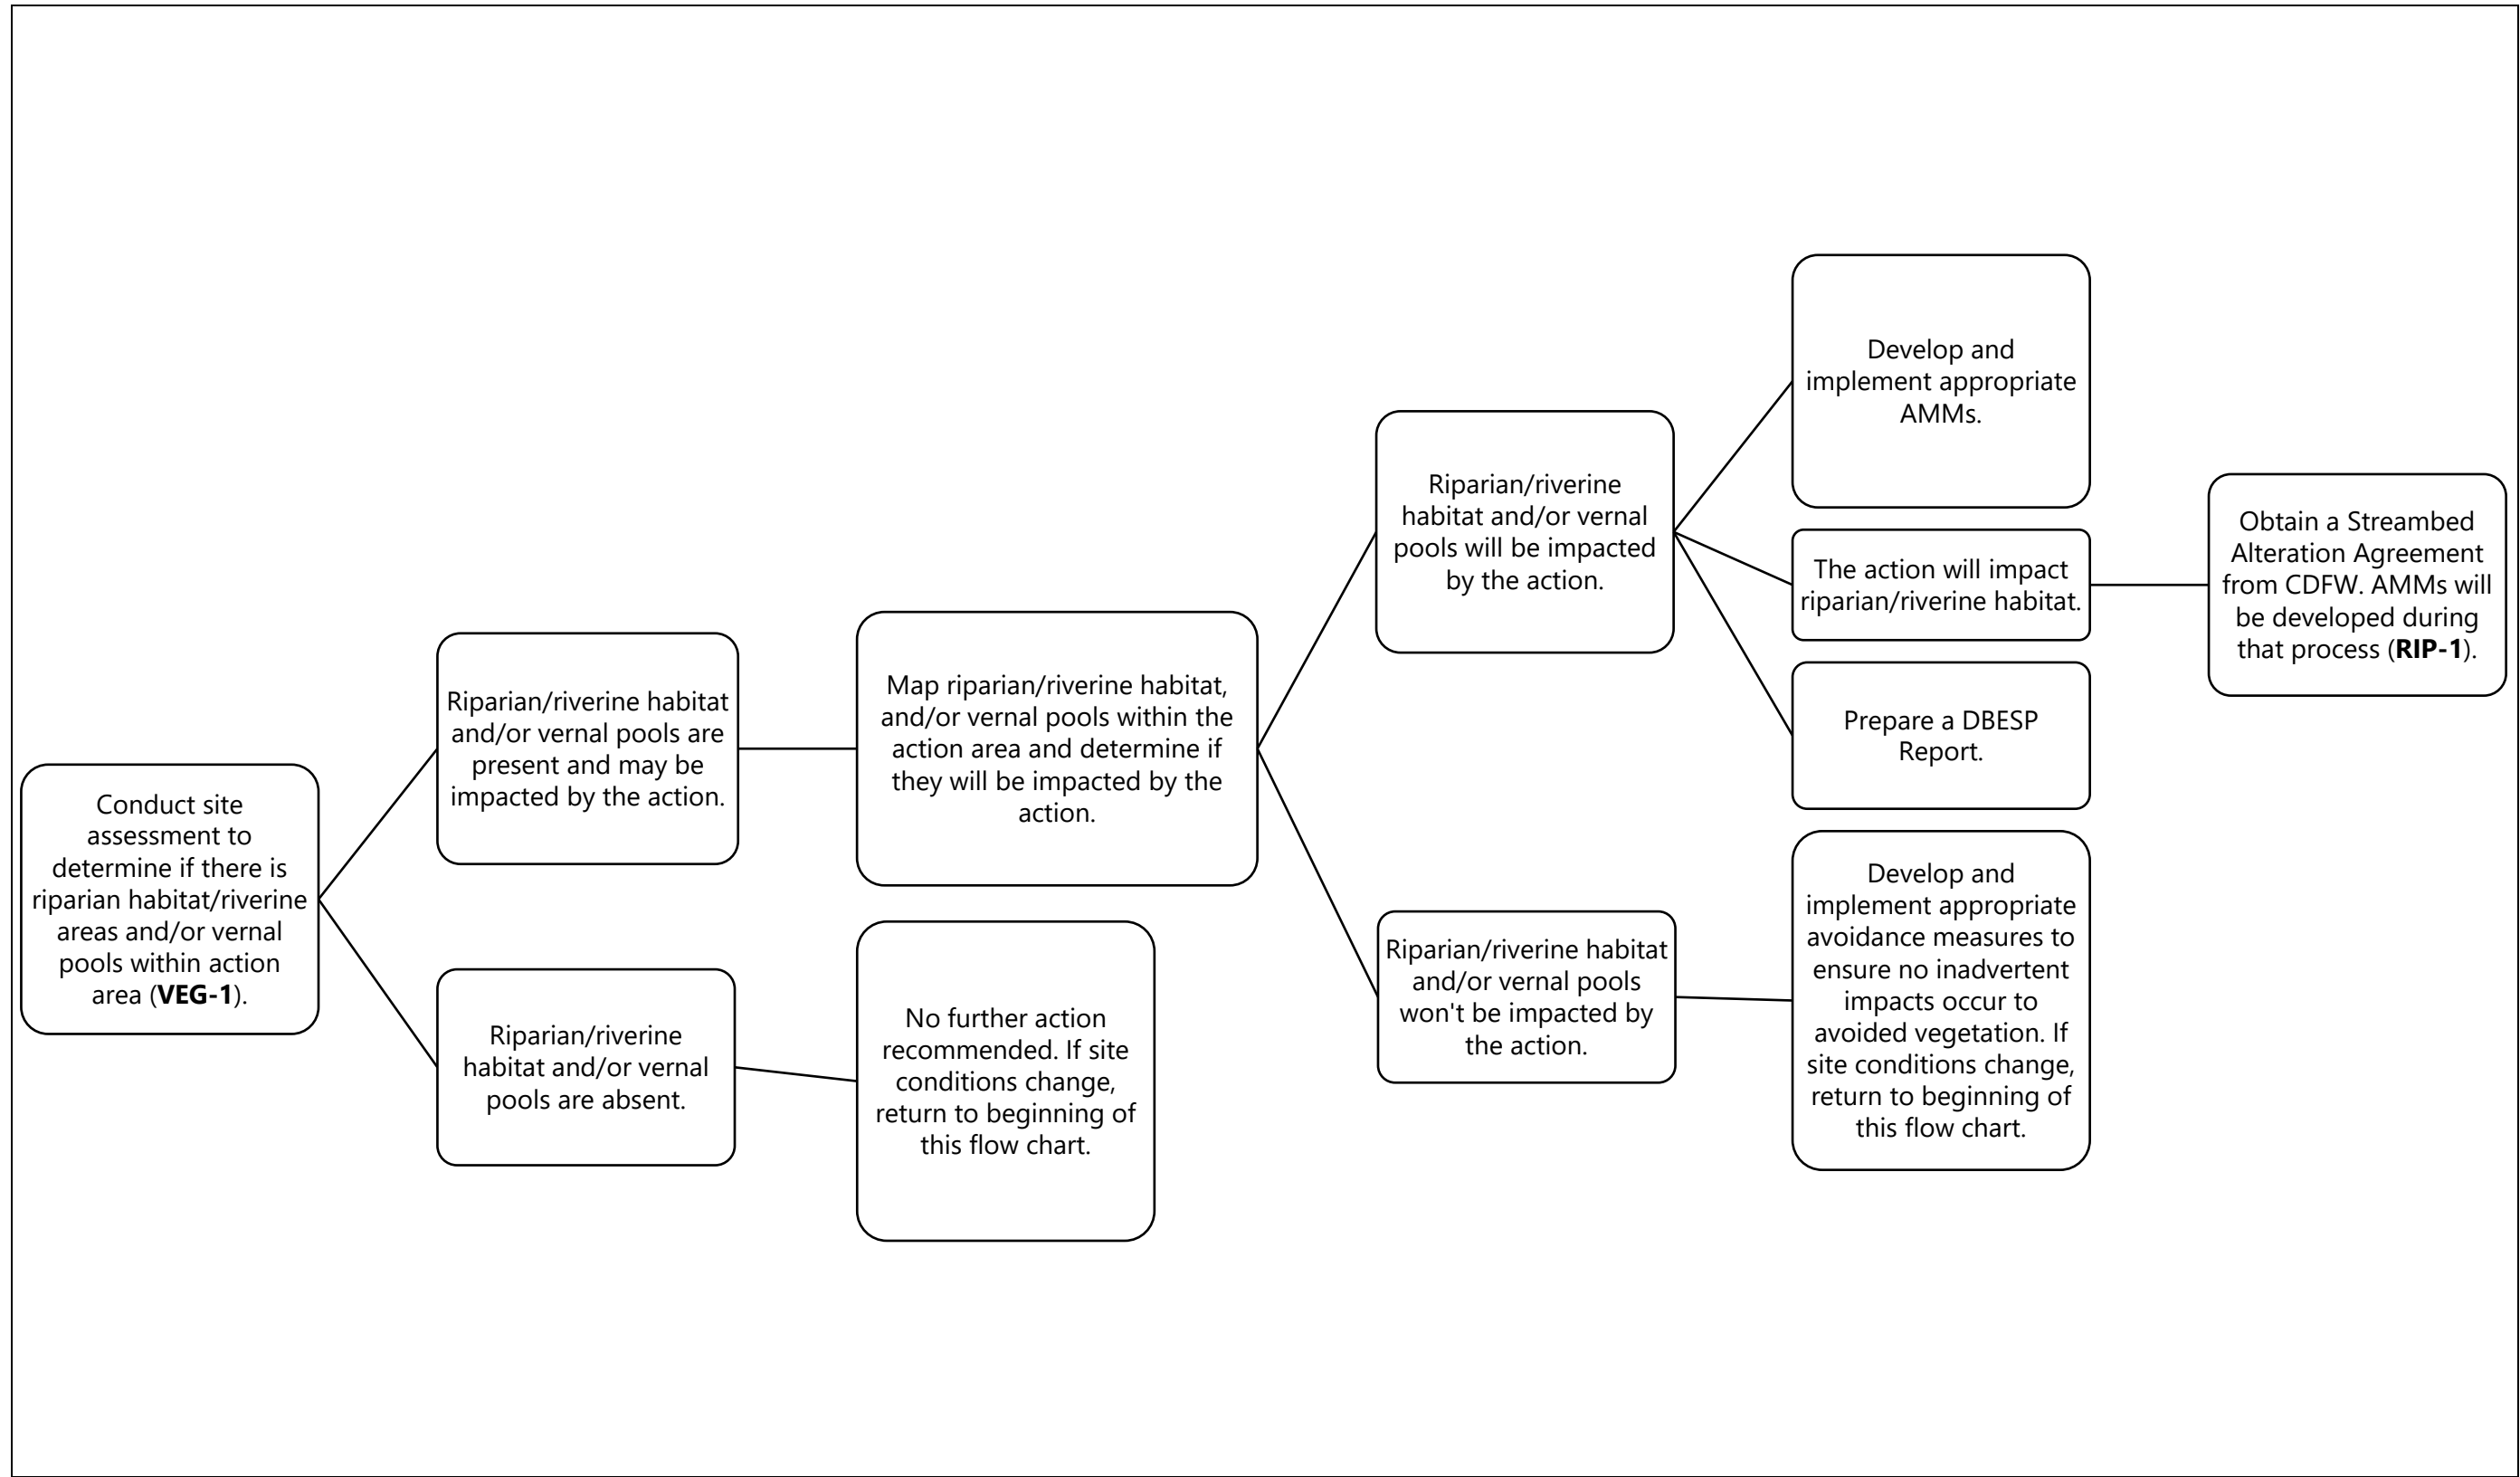 Conduct site
assessment to
determine if there is
riparian habitat/riverine
areas and/or vernal
pools within action
area (VEG-1).
Riparian/riverine habitat
and/or vernal pools are
present and may be
impacted by the action.
Map riparian/riverine habitat,
and/or vernal pools within the
action area and determine if
they will be impacted by the
action.
Riparian/riverine
habitat and/or vernal
pools will be impacted
by the action.
Develop and
implement appropriate
AMMs.
The action will impact
riparian/riverine habitat.
Obtain a Streambed
Alteration Agreement
from CDFW. AMMs will
be developed during
that process (RIP-1).
Prepare a DBESP
Report.
Riparian/riverine habitat
and/or vernal pools
won't be impacted by
the action.
Develop and
implement appropriate
avoidance measures to
ensure no inadvertent
impacts occur to
avoided vegetation. If
site conditions change,
return to beginning of
this flow chart.
Riparian/riverine
habitat and/or vernal
pools are absent.
No further action
recommended. If site
conditions change,
return to beginning of
this flow chart.